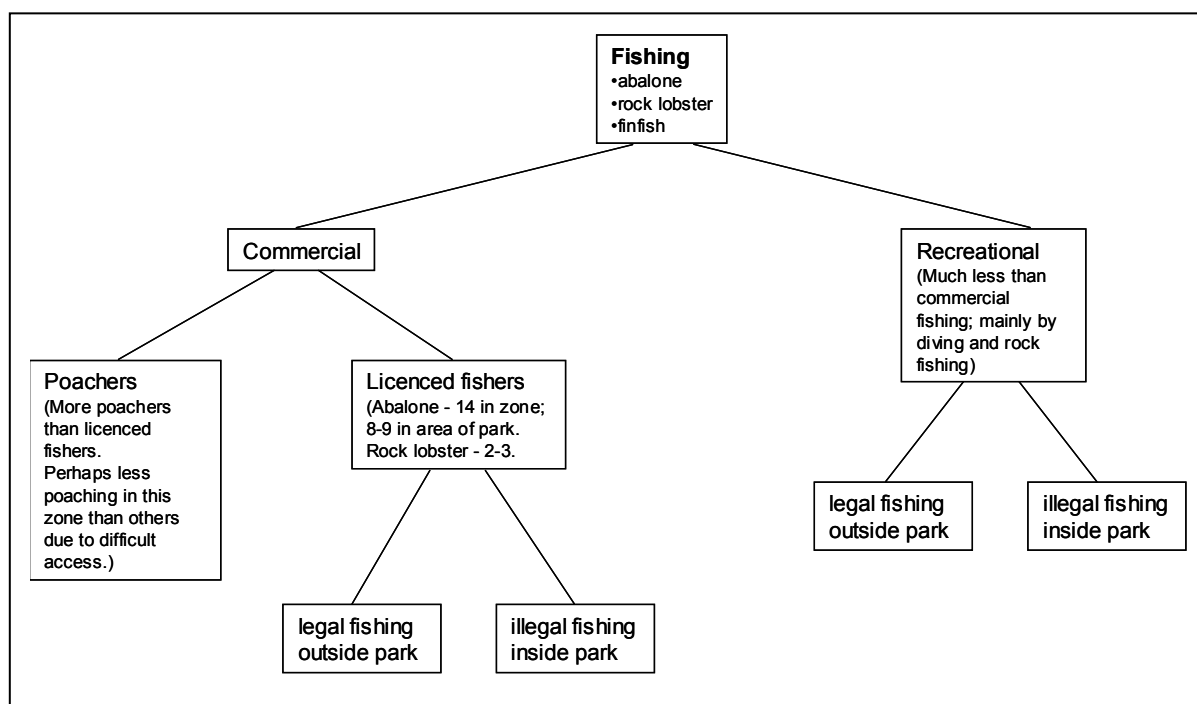 Fishing
•abalone
•rock lobster
•finfish
Commercial
Recreational
(Much less than
commercial
fishing; mainly by
diving and rock
fishing)
Poachers
(More poachers
than licenced
fishers.
Perhaps less
poaching in this
zone than others
due to difficult
access.)
Licenced fishers
(Abalone - 14 in zone;
8-9 in area of park.
Rock lobster - 2-3.
legal fishing
outside park
illegal fishing
inside park
legal fishing
outside park
illegal fishing
inside park